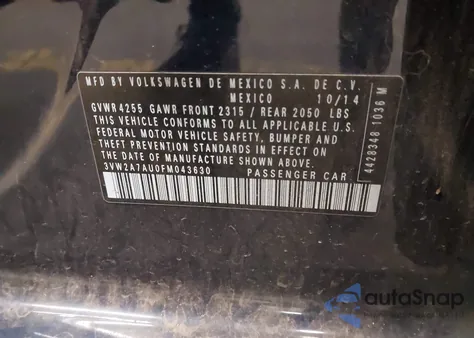 MFD BY VOLKSWAGEN DE MEXICO S.A. DE C.V.
MEXICO 10/14
GVWR 4255 GAWR FRONT 2315 / REAR 2050 LBS
THIS VEHICLE CONFORMS TO ALL APPLICABLE U.S.
FEDERAL MOTOR VEHICLE SAFETY, BUMPER AND
THEFT PREVENTION STANDARDS IN EFFECT ON
THIS DATE OF MANUFACTURE SHOWN ABOVE
3VW2A7AU0FM043630 PASSENGER CAR
4428348 1036 M
autoSnap